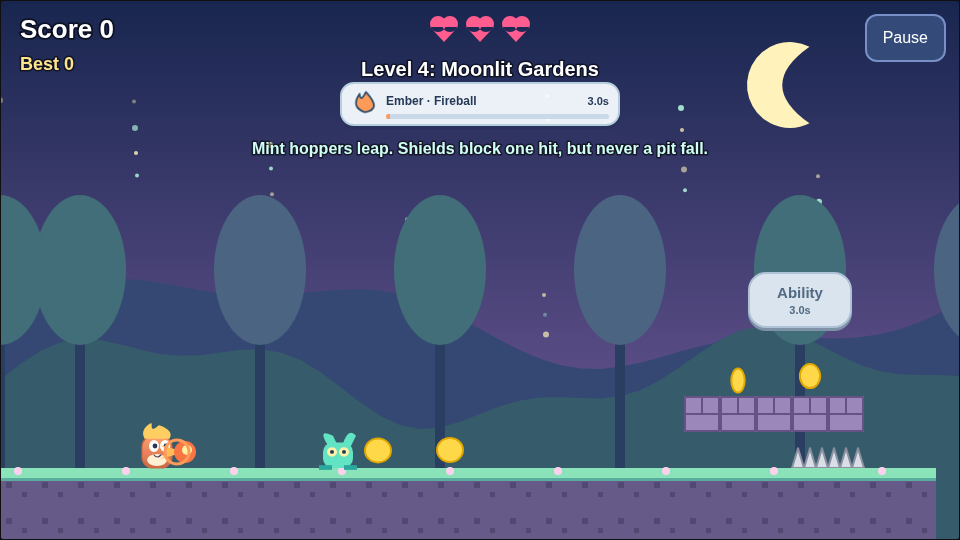 Score 0
Best 0
Pause
Level 4: Moonlit Gardens
Ember · Fireball
3.0s
Mint hoppers leap. Shields block one hit, but never a pit fall.
Ability
3.0s